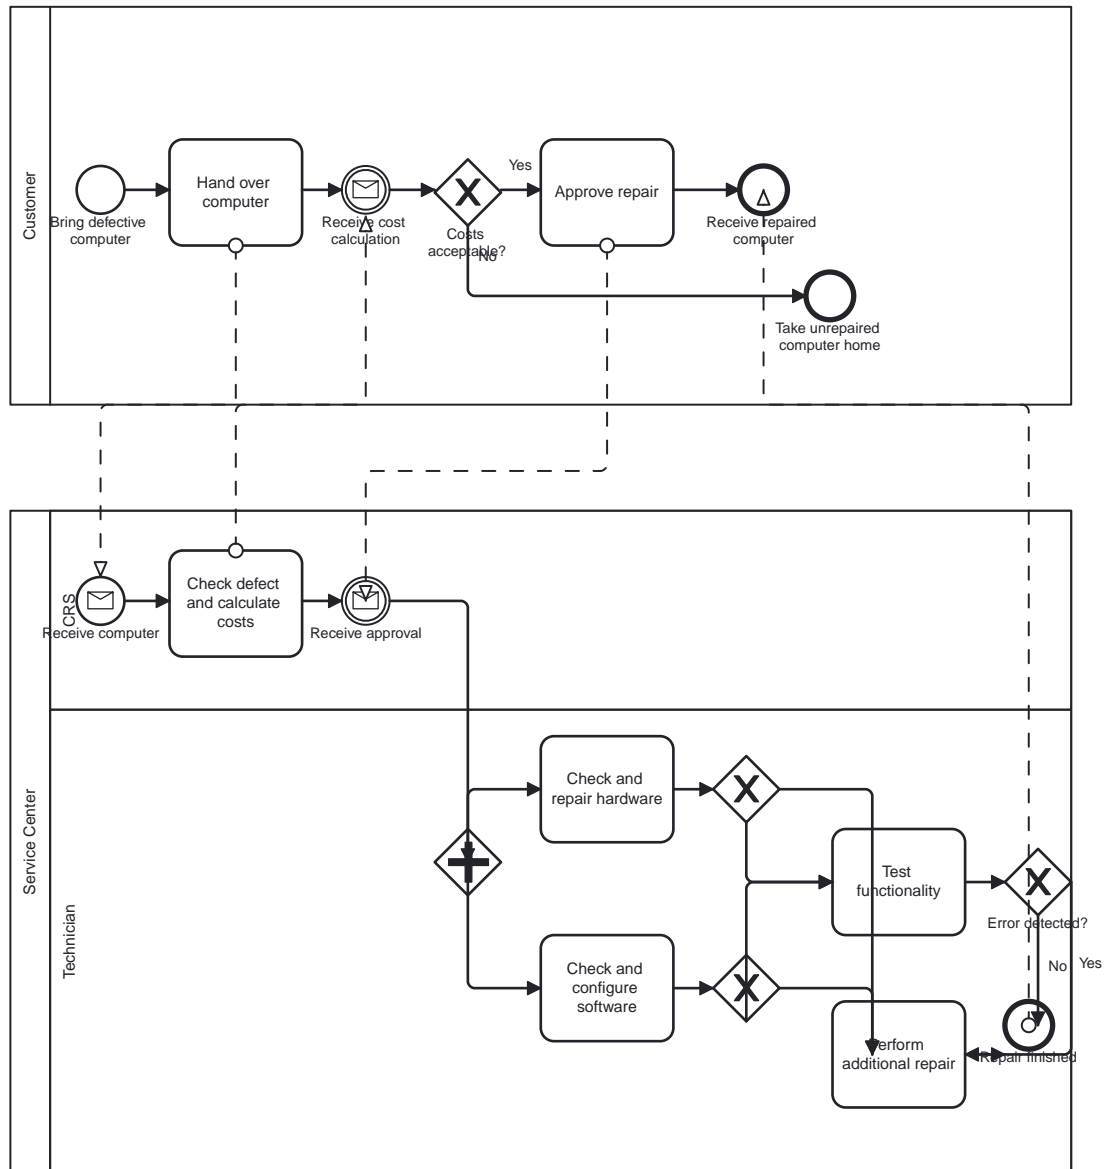 Customer
Bring defective
computer
Hand over
computer
Receive cost
calculation
Costs
acceptable?
Yes
No
Approve repair
Receive repaired
computer
Take unrepaired
computer home
Service Center
CRS
Receive computer
Check defect
and calculate
costs
Receive approval
Technician
Check and
repair hardware
Check and
configure
software
Test
functionality
Error detected?
No
Yes
Perform
additional repair
Repair finished